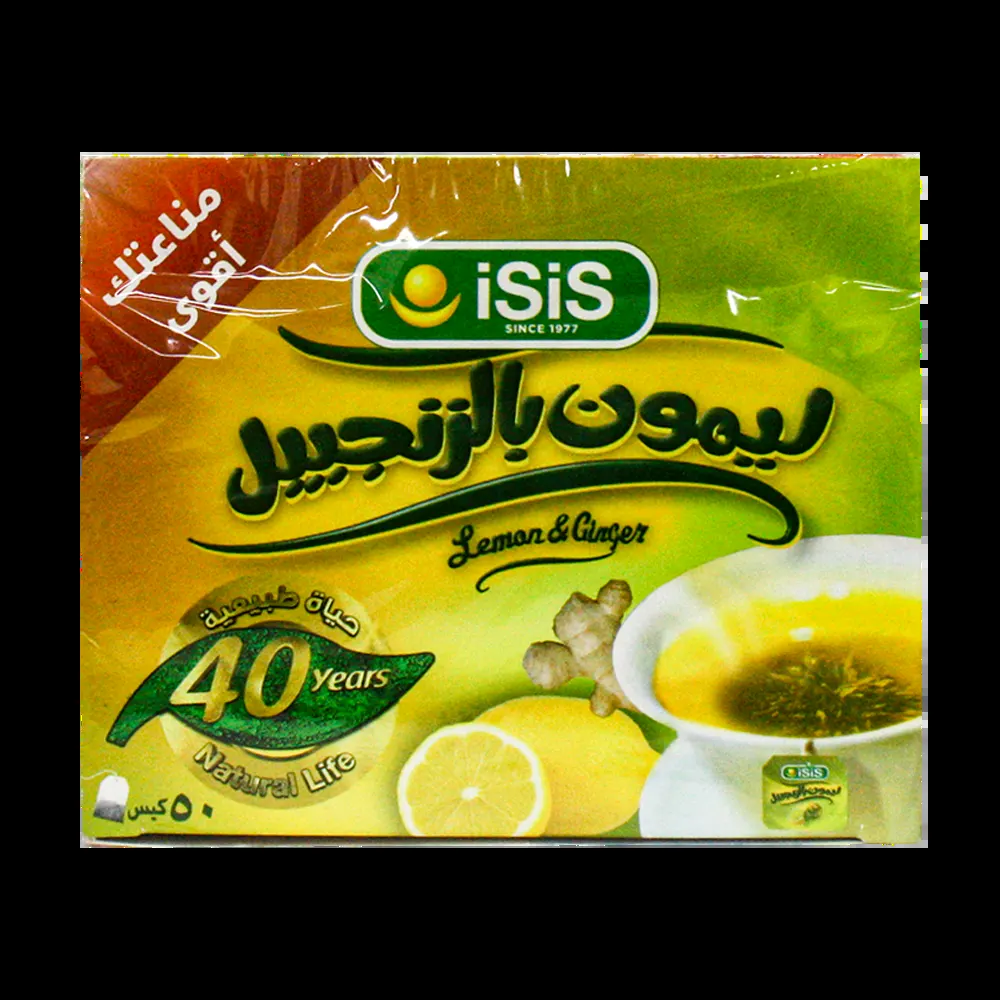 مناعتك
أقوى
iSiS
SINCE 1977
ليمون بالزنجبيل
Lemon & Ginger
حياة طبيعية
40 Years
Natural Life
٥٠ كيس
iSiS
ليمون بالزنجبيل